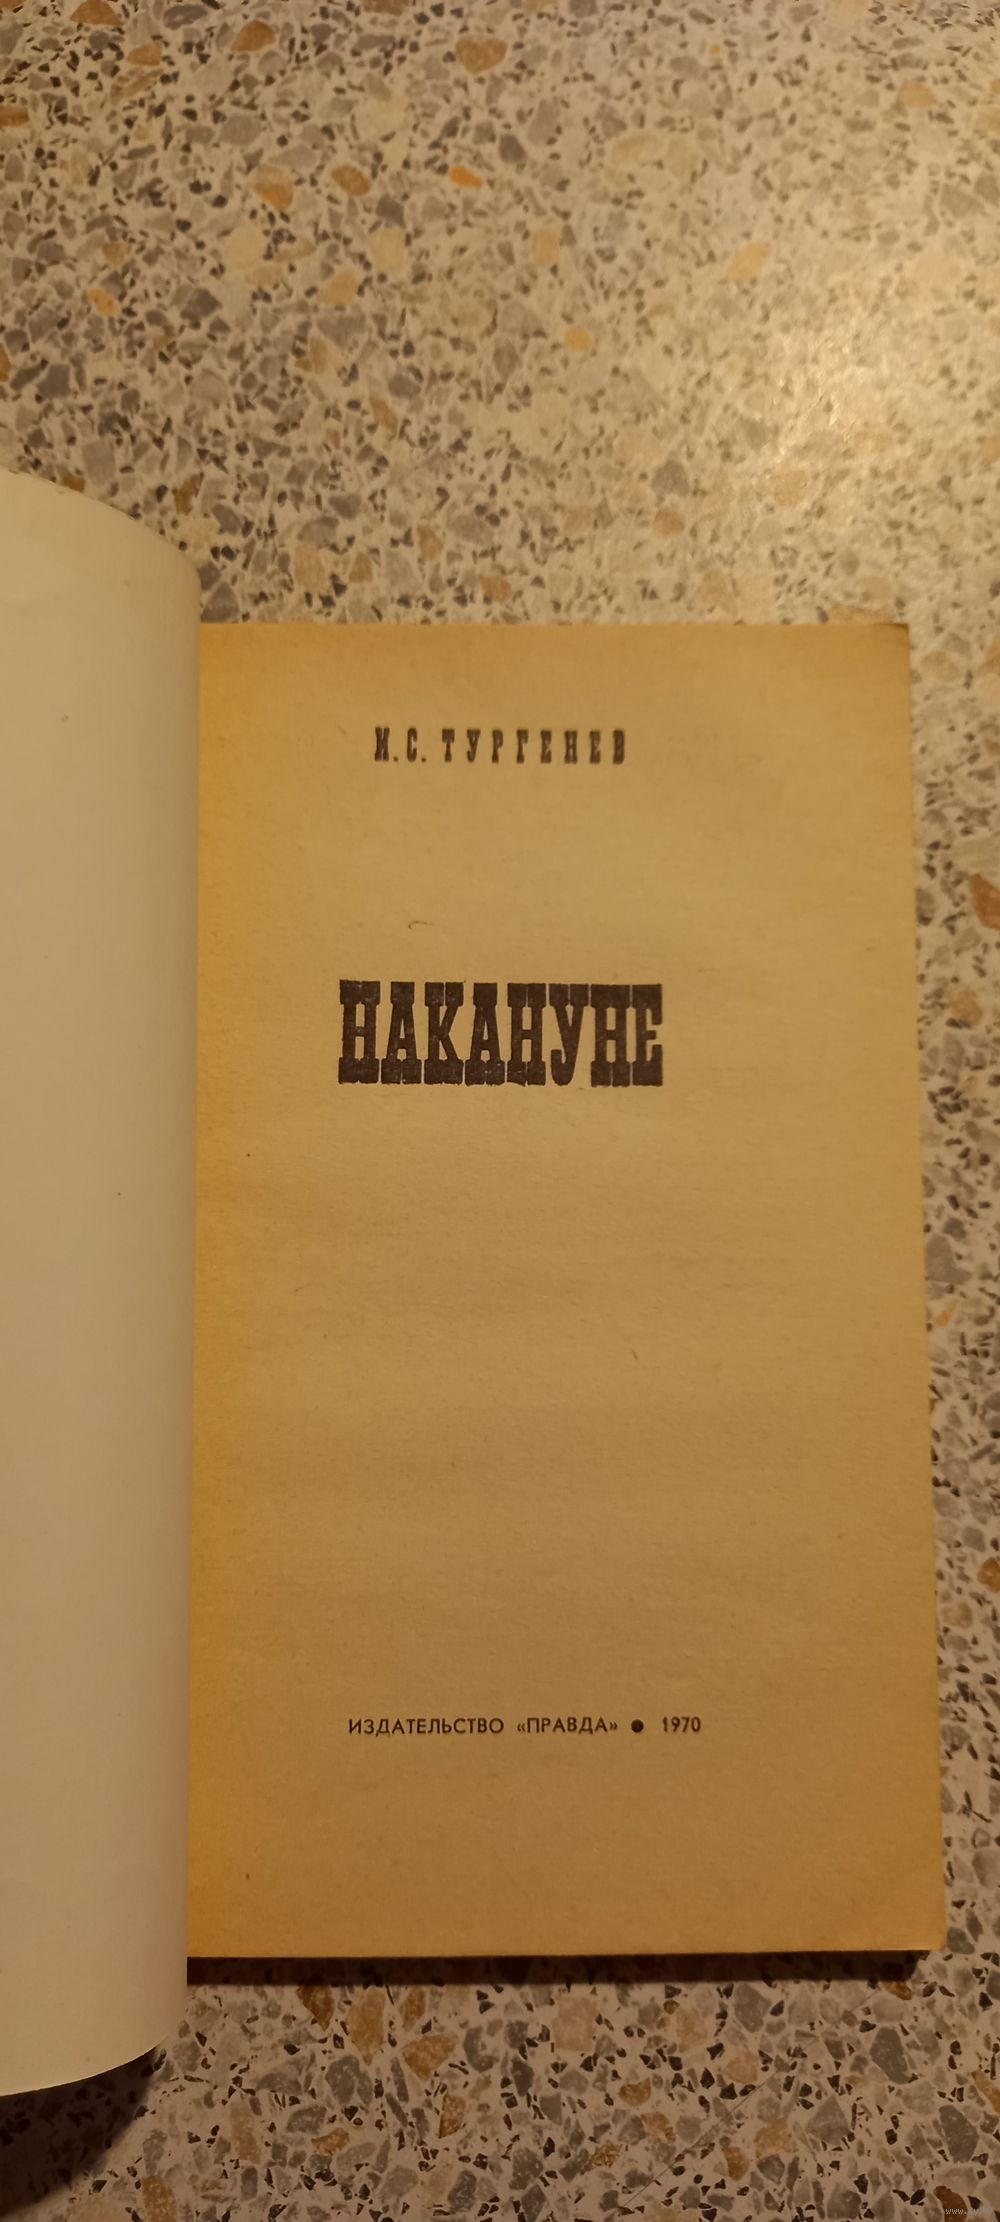 И.С. ТУРГЕНЕВ
НАКАНУНЕ
ИЗДАТЕЛЬСТВО «ПРАВДА» ● 1970